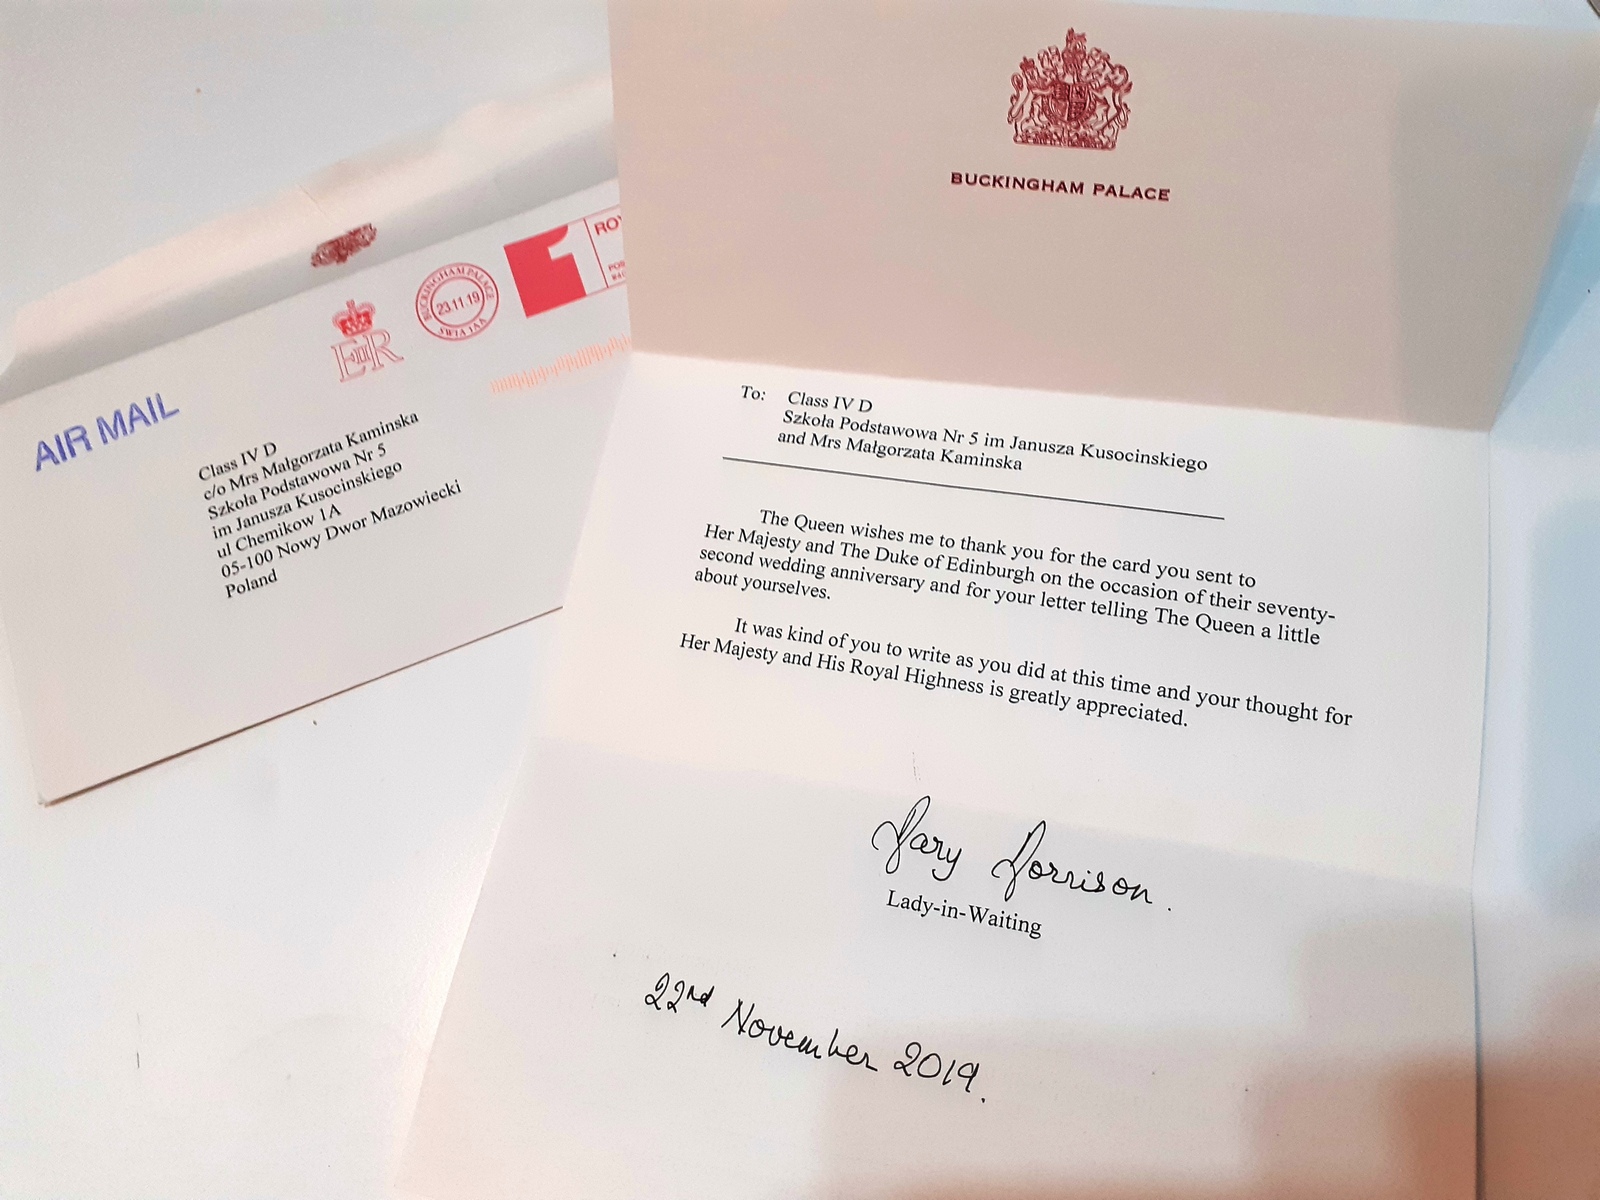 AIR MAIL
EIIR
BUCKINGHAM PALACE
23.11.19
SW1A 1AA
1
Class IV D
c/o Mrs Małgorzata Kaminska
Szkoła Podstawowa Nr 5
im Janusza Kusocinskiego
ul Chemikow 1A
05-100 Nowy Dwor Mazowiecki
Poland
BUCKINGHAM PALACE
To: Class IV D
Szkoła Podstawowa Nr 5 im Janusza Kusocinskiego
and Mrs Małgorzata Kaminska
The Queen wishes me to thank you for the card you sent to
Her Majesty and The Duke of Edinburgh on the occasion of their seventy-
second wedding anniversary and for your letter telling The Queen a little
about yourselves.
It was kind of you to write as you did at this time and your thought for
Her Majesty and His Royal Highness is greatly appreciated.
Mary Morrison.
Lady-in-Waiting
22nd November 2019.